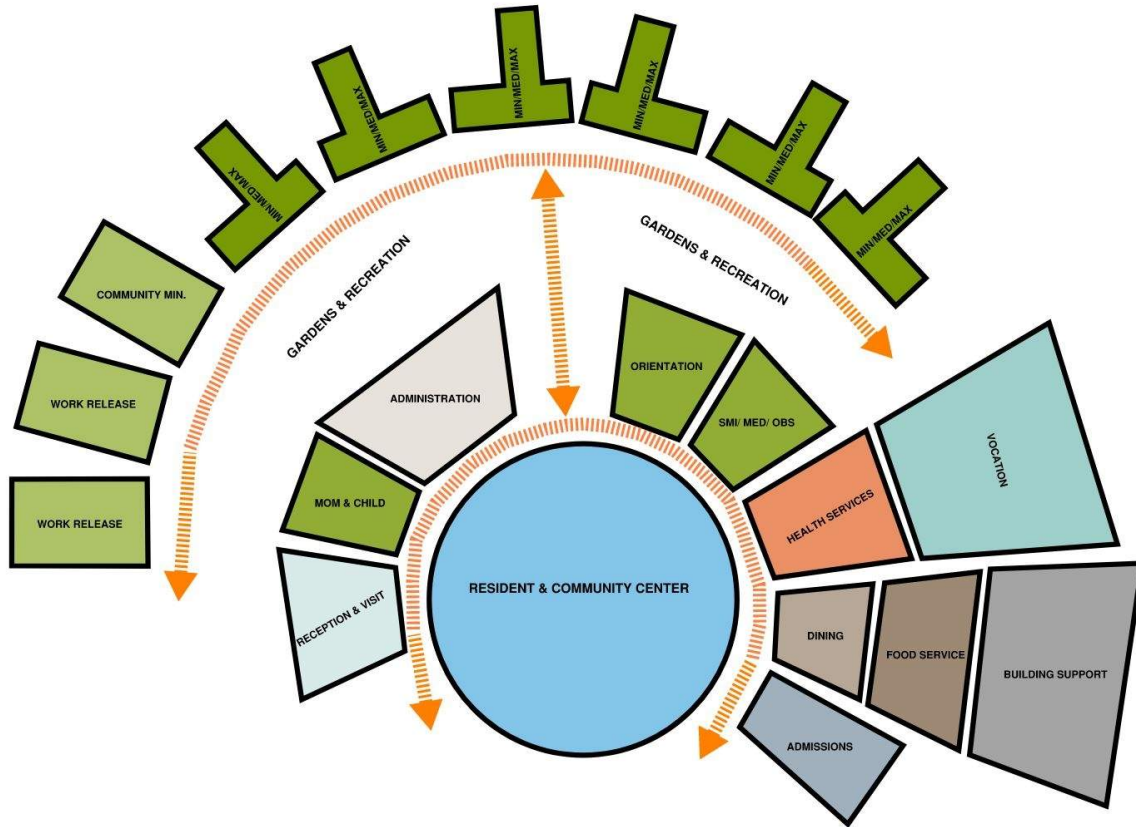 MIN/MED/MAX
MIN/MED/MAX
MIN/MED/MAX
MIN/MED/MAX
MIN/MED/MAX
MIN/MED/MAX
COMMUNITY MIN.
WORK RELEASE
WORK RELEASE
GARDENS & RECREATION
GARDENS & RECREATION
ADMINISTRATION
MOM & CHILD
RECEPTION & VISIT
ORIENTATION
SMI/ MED/ OBS
HEALTH SERVICES
VOCATION
RESIDENT & COMMUNITY CENTER
DINING
FOOD SERVICE
BUILDING SUPPORT
ADMISSIONS